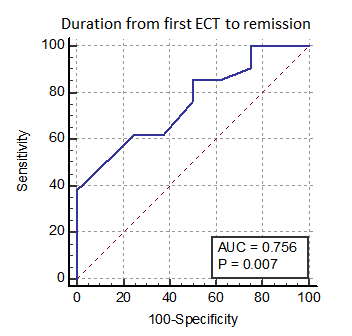 Duration from first ECT to remission
100
80
60
40
20
0
Sensitivity
AUC = 0.756
P = 0.007
0 20 40 60 80 100
100-Specificity